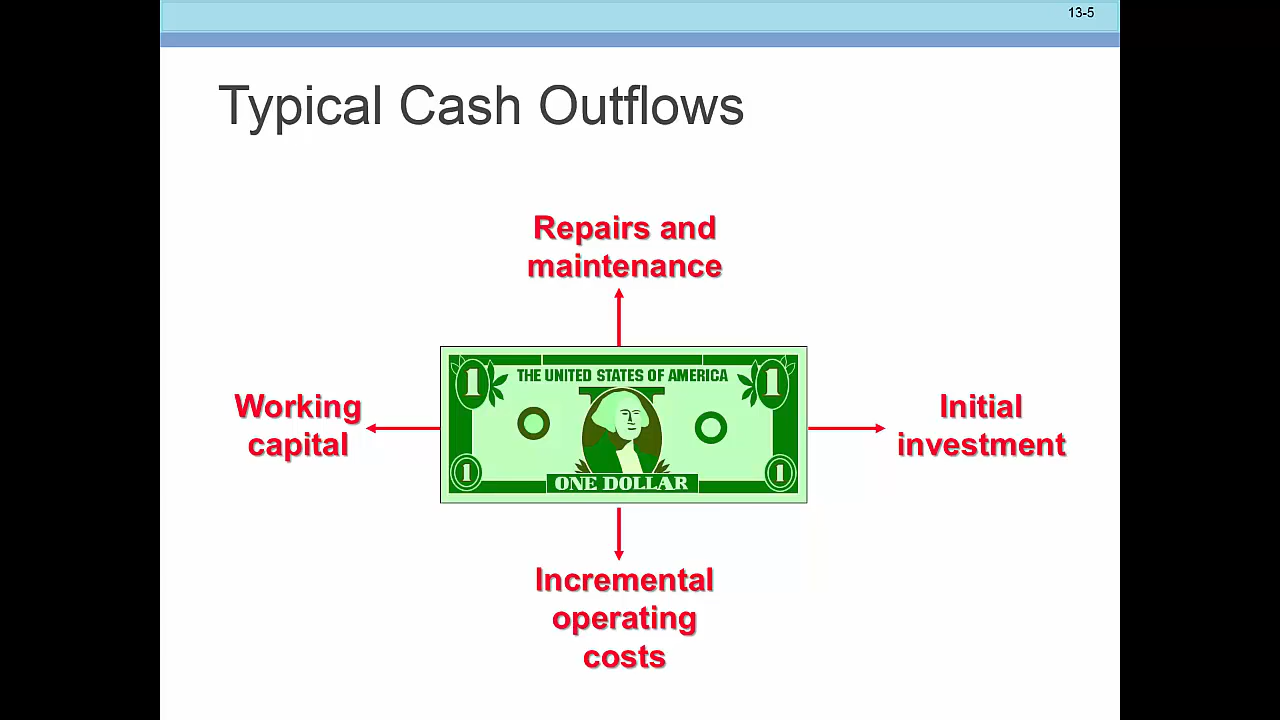 13-5
Typical Cash Outflows
Repairs and
maintenance
1
THE UNITED STATES OF AMERICA
1
Working
capital
Initial
investment
1
ONE DOLLAR
1
Incremental
operating
costs